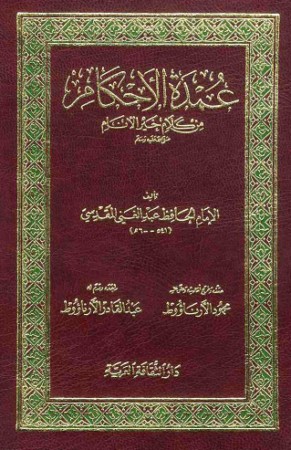 عمدة الأحكام
من كلام خير الأنام
صلى الله عليه وسلم
تأليف
الإمام الحافظ عبد الغني المقدسي
(٥٤١ - ٦٠٠ هـ)
محمود الأرناؤوط
عبد القادر الأرناؤوط
دار الثقافة العربية